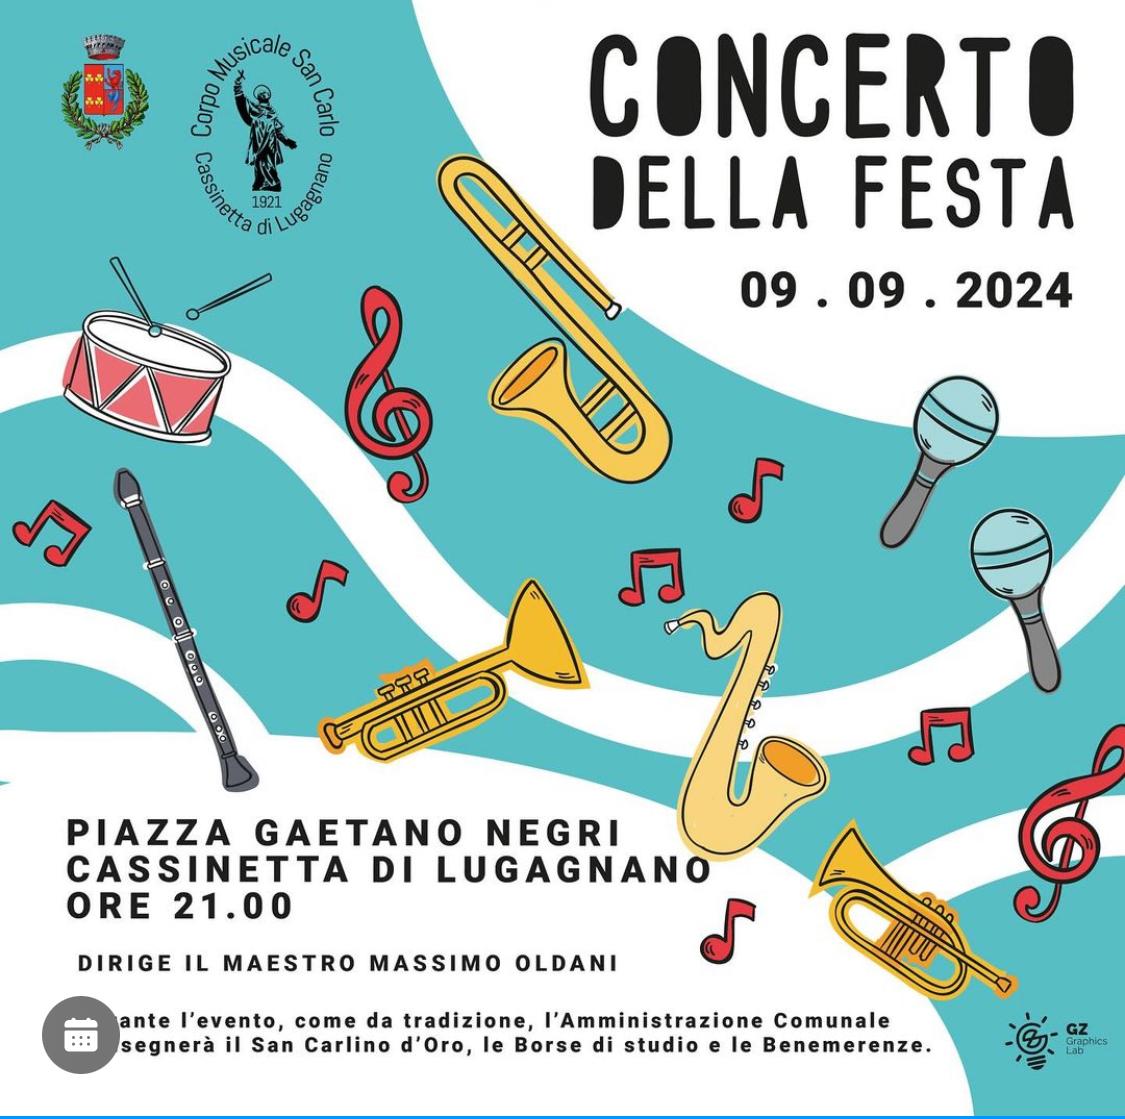 Corpo Musicale San Carlo
Cassinetta di Lugagnano
1921
CONCERTO
DELLA FESTA
09 . 09 . 2024
PIAZZA GAETANO NEGRI
CASSINETTA DI LUGAGNANO
ORE 21.00
DIRIGE IL MAESTRO MASSIMO OLDANI
l'evento, come da tradizione, l'Amministrazione Comunale
il San Carlino d'Oro, le Borse di studio e le Benemerenze.
GZ
Graphics
Lab